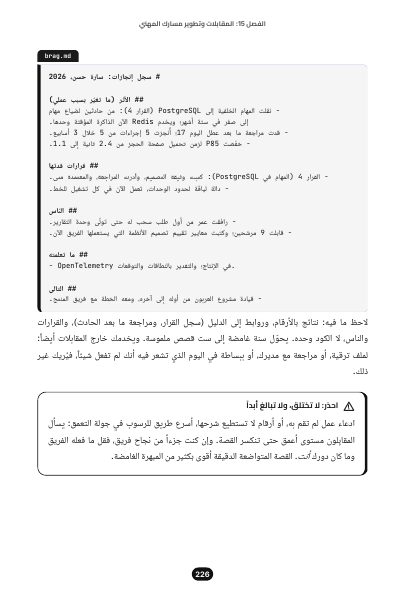 الفصل 15: المقابلات وتطوير مسارك المهني
brag.md
# سجل إنجازات: سارة حسن، 2026
## الأثر (ما تغيّر بسبب عملي)
- نقلت المهام الخلفية إلى PostgreSQL (القرار 4): من حادثتين لضياع مهام
إلى صفر في ستة أشهر؛ ويخدم Redis الآن الذاكرة المؤقتة وحدها.
- قدت مراجعة ما بعد عطل اليوم 17؛ أُنجزت 5 إجراءات من 5 خلال 3 أسابيع.
- خفضت P85 لزمن تحميل صفحة الحجز من 2.4 ثانية إلى 1.1.
## قرارات قدتها
- القرار 4 (المهام في PostgreSQL): كتبت وثيقة التصميم، وأدرت المراجعة، والمعتمدة
- دالة لياقة لحدود الوحدات، تعمل الآن في كل تشغيل للخط.
## الناس
- رافقت عمر من أول طلب سحب له حتى تولّى وحدة التقارير.
- قابلت 9 مرشحين؛ وكتبت معايير تقييم تصميم الأنظمة التي يستعملها الفريق الآن.
## ما تعلمته
- OpenTelemetry في الإنتاج؛ والتقدير بالنطاقات والتوقعات.
## التالي
- قيادة مشروع العربون من أوله إلى آخره، ومعه الخطة مع فريق المنتج.
لاحظ ما فيه: نتائج بالأرقام، وروابط إلى الدليل (سجل القرار، ومراجعة ما بعد الحادث)، والقرارات
والناس، لا الكود وحده. يحوّل سنة غامضة إلى ست قصص ملموسة. ويخدمك خارج المقابلات أيضاً:
لملف ترقية، أو مراجعة مع مديرك، أو ببساطة في اليوم الذي تشعر فيه أنك لم تفعل شيئاً، فيُريك غير
ذلك.
احذر: لا تختلق، ولا تبالغ أبداً
ادعاء عمل لم تقم به، أو أرقام لا تستطيع شرحها، أسرع طريق للرسوب في جولة التعمق: يسأل
المقابلون مستوى أعمق حتى تنكسر القصة. وإن كنت جزءاً من نجاح فريق، فقل ما فعله الفريق
وما كان دورك أنت. القصة المتواضعة الدقيقة أقوى بكثير من المبهرة الغامضة.
226